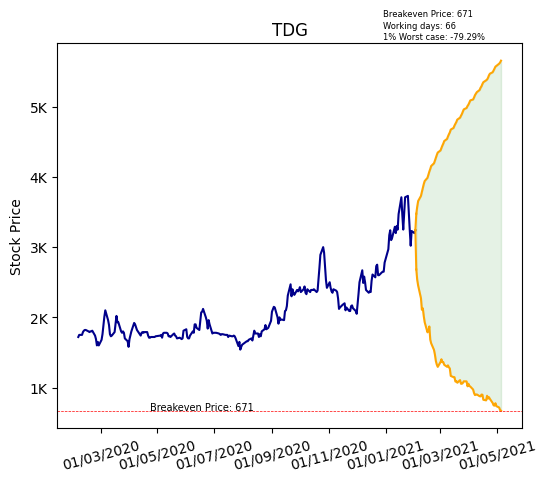 Breakeven Price: 671
Working days: 66
1% Worst case: -79.29%
TDG
Stock Price
5K
4K
3K
2K
1K
Breakeven Price: 671
01/03/2020
01/05/2020
01/07/2020
01/09/2020
01/11/2020
01/01/2021
01/03/2021
01/05/2021